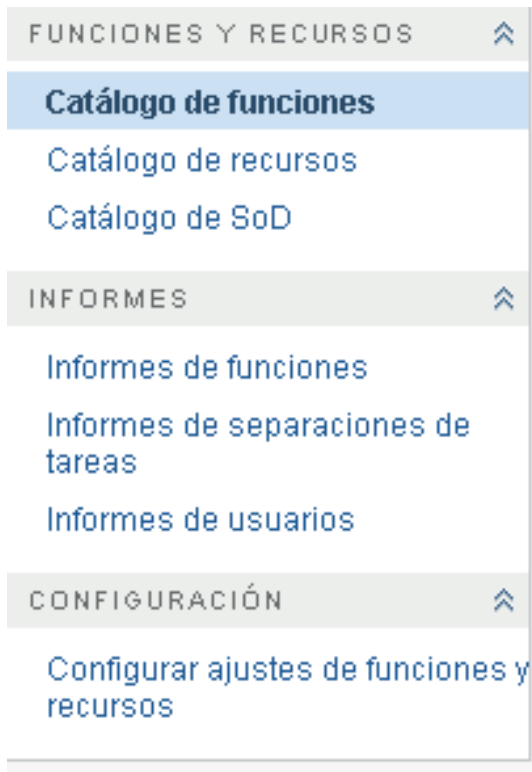 FUNCIONES Y RECURSOS
Catálogo de funciones
Catálogo de recursos
Catálogo de SoD
INFORMES
Informes de funciones
Informes de separaciones de
tareas
Informes de usuarios
CONFIGURACIÓN
Configurar ajustes de funciones y
recursos